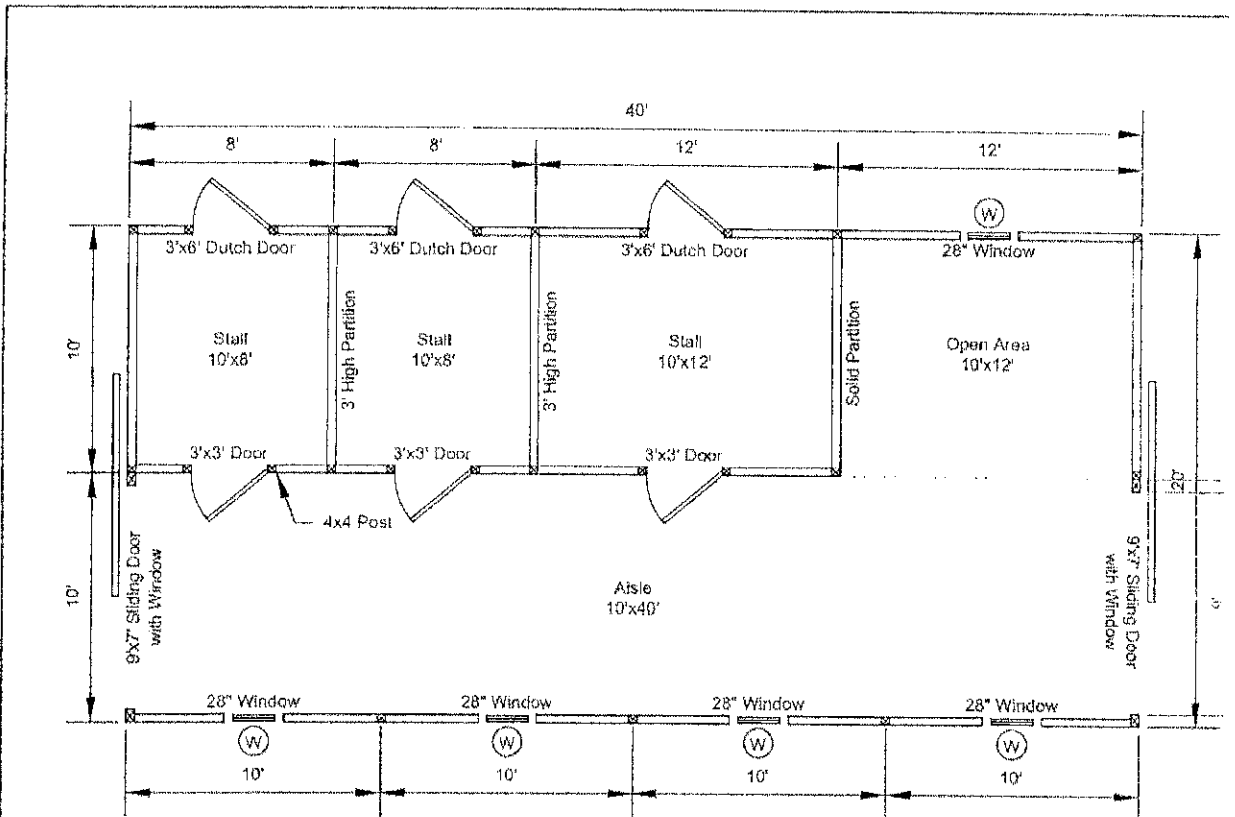 40'
8'
8'
12'
12'
W
3'x6' Dutch Door
3'x6' Dutch Door
3'x6' Dutch Door
28" Window
10'
Stall
10'x8'
3' High Partition
Stall
10'x8'
3' High Partition
Stall
10'x12'
Solid Partition
Open Area
10'x12'
3'x3' Door
3'x3' Door
3'x3' Door
20'
4x4 Post
10'
9'x7' Sliding Door
with Window
Aisle
10'x40'
9'x7' Sliding Door
with Window
28" Window
28" Window
28" Window
28" Window
W
W
W
W
10'
10'
10'
10'